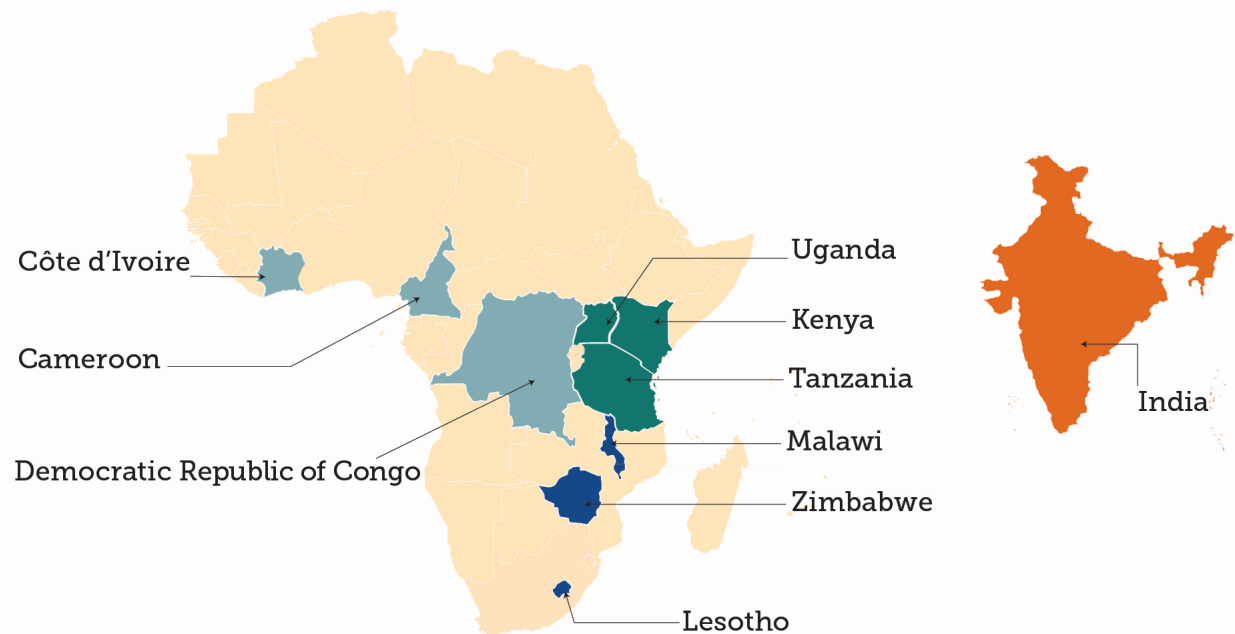 Côte d’Ivoire
Cameroon
Democratic Republic of Congo
Uganda
Kenya
Tanzania
Malawi
Zimbabwe
Lesotho
India